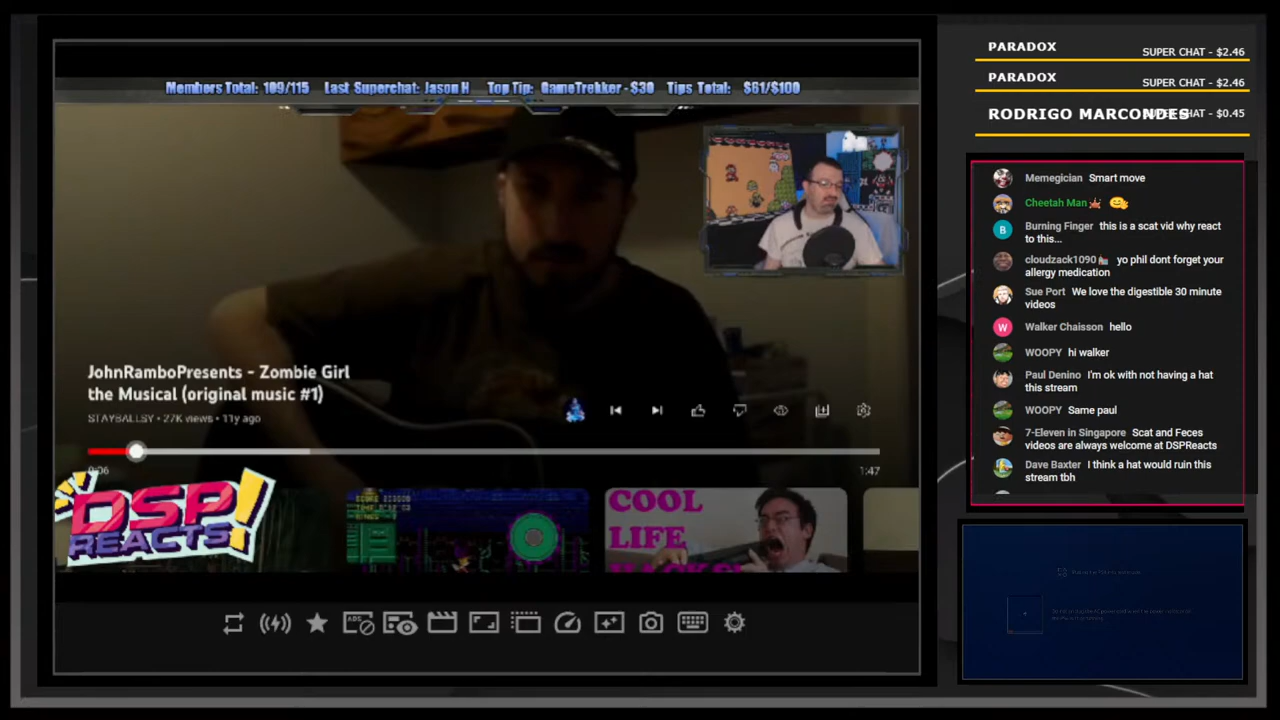 Members Total: 109/115 Last Superchat: Jason H Top Tip: GameTrekker - $30 Tips Total: $61/$100
JohnRamboPresents - Zombie Girl
the Musical (original music #1)
STAYBALLSY • 27K views • 11y ago
0:06
1:47
DSP
REACTS!
COOL
LIFE
HACKS
ADS
PARADOX
SUPER CHAT - $2.46
PARADOX
SUPER CHAT - $2.46
RODRIGO MARCONDES
SUPER CHAT - $0.45
Memegician Smart move
Cheetah Man
B
Burning Finger this is a scat vid why react
to this...
cloudzack1090 yo phil dont forget your
allergy medication
Sue Port We love the digestible 30 minute
videos
W
Walker Chaisson hello
WOOPY hi walker
Paul Denino I'm ok with not having a hat
this stream
WOOPY Same paul
7-Eleven in Singapore Scat and Feces
videos are always welcome at DSPReacts
Dave Baxter I think a hat would ruin this
stream tbh